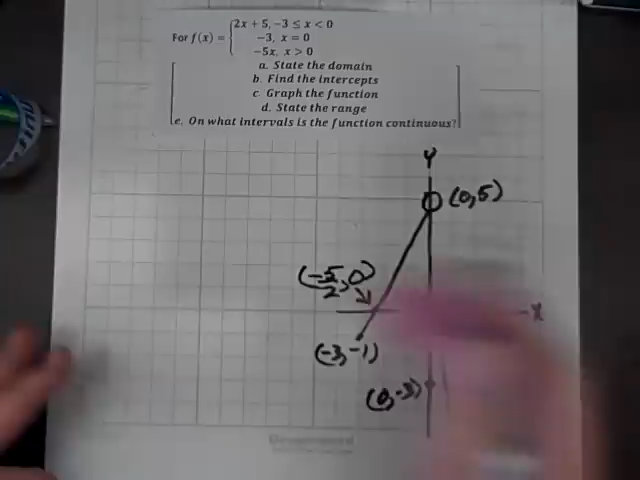 For f(x) = { 2x + 5, -3 ≤ x < 0
-3, x = 0
-5x, x > 0
a. State the domain
b. Find the intercepts
c. Graph the function
d. State the range
e. On what intervals is the function continuous?
Y
(0,5)
(-5/2, 0)
X
(-3,-1)
(0,-3)